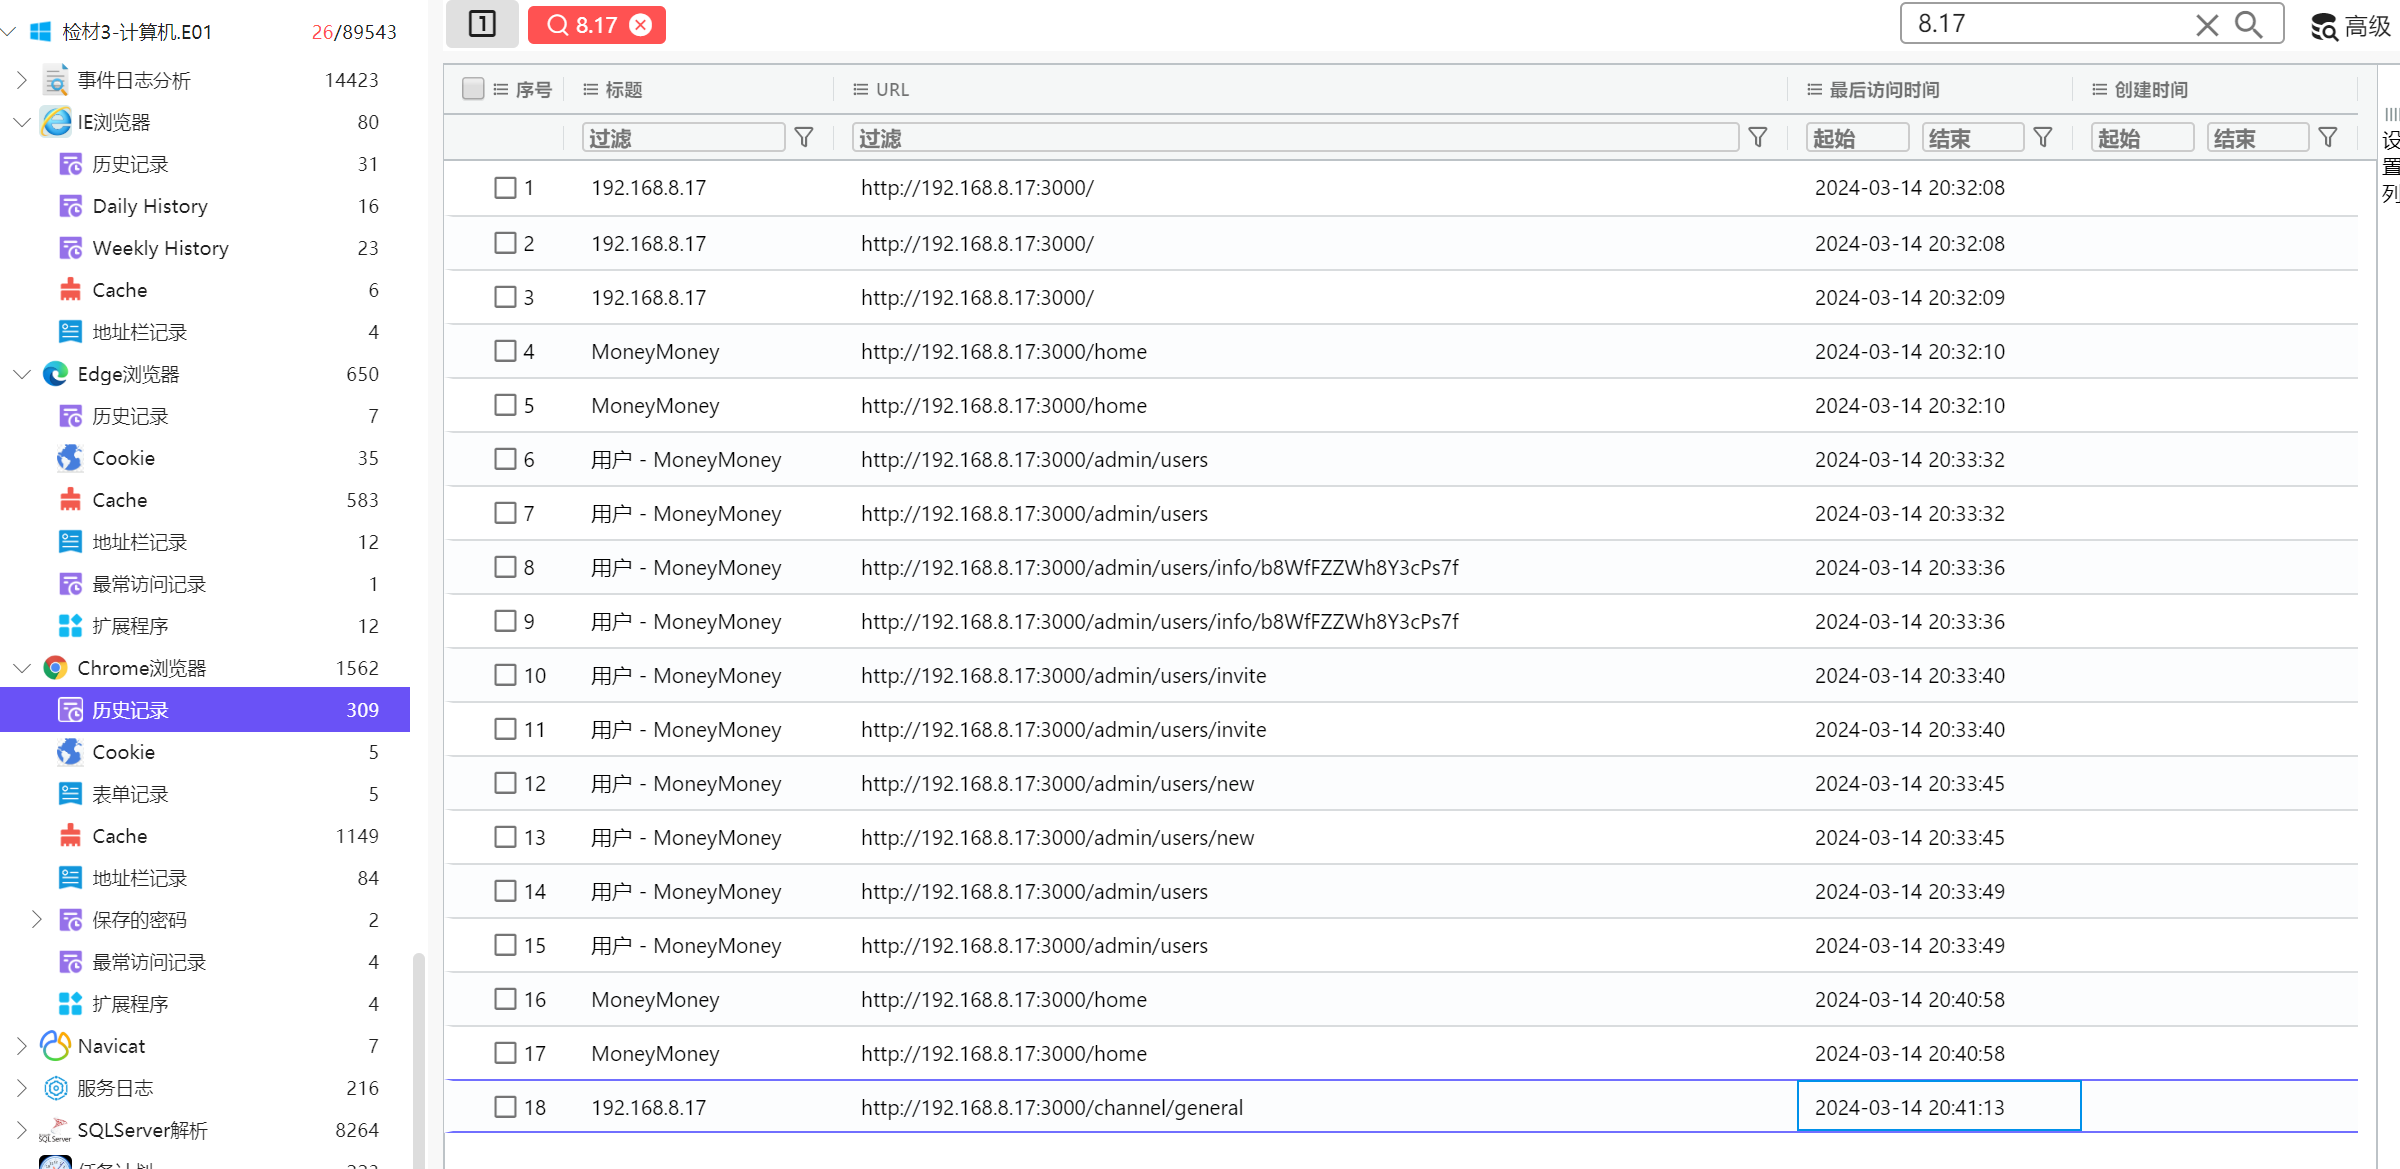 检材3-计算机.E01 26/89543
事件日志分析 14423
IE浏览器 80
历史记录 31
Daily History 16
Weekly History 23
Cache 6
地址栏记录 4
Edge浏览器 650
历史记录 7
Cookie 35
Cache 583
地址栏记录 12
最常访问记录 1
扩展程序 12
Chrome浏览器 1562
历史记录 309
Cookie 5
表单记录 5
Cache 1149
地址栏记录 84
保存的密码 2
最常访问记录 4
扩展程序 4
Navicat 7
服务日志 216
SQLServer解析 8264
1 8.17 8.17 高级
序号 标题 URL 最后访问时间 创建时间
过滤 过滤 起始 结束 起始 结束
1 192.168.8.17 http://192.168.8.17:3000/ 2024-03-14 20:32:08
2 192.168.8.17 http://192.168.8.17:3000/ 2024-03-14 20:32:08
3 192.168.8.17 http://192.168.8.17:3000/ 2024-03-14 20:32:09
4 MoneyMoney http://192.168.8.17:3000/home 2024-03-14 20:32:10
5 MoneyMoney http://192.168.8.17:3000/home 2024-03-14 20:32:10
6 用户 - MoneyMoney http://192.168.8.17:3000/admin/users 2024-03-14 20:33:32
7 用户 - MoneyMoney http://192.168.8.17:3000/admin/users 2024-03-14 20:33:32
8 用户 - MoneyMoney http://192.168.8.17:3000/admin/users/info/b8WfFZZWh8Y3cPs7f 2024-03-14 20:33:36
9 用户 - MoneyMoney http://192.168.8.17:3000/admin/users/info/b8WfFZZWh8Y3cPs7f 2024-03-14 20:33:36
10 用户 - MoneyMoney http://192.168.8.17:3000/admin/users/invite 2024-03-14 20:33:40
11 用户 - MoneyMoney http://192.168.8.17:3000/admin/users/invite 2024-03-14 20:33:40
12 用户 - MoneyMoney http://192.168.8.17:3000/admin/users/new 2024-03-14 20:33:45
13 用户 - MoneyMoney http://192.168.8.17:3000/admin/users/new 2024-03-14 20:33:45
14 用户 - MoneyMoney http://192.168.8.17:3000/admin/users 2024-03-14 20:33:49
15 用户 - MoneyMoney http://192.168.8.17:3000/admin/users 2024-03-14 20:33:49
16 MoneyMoney http://192.168.8.17:3000/home 2024-03-14 20:40:58
17 MoneyMoney http://192.168.8.17:3000/home 2024-03-14 20:40:58
18 192.168.8.17 http://192.168.8.17:3000/channel/general 2024-03-14 20:41:13
设
置
列